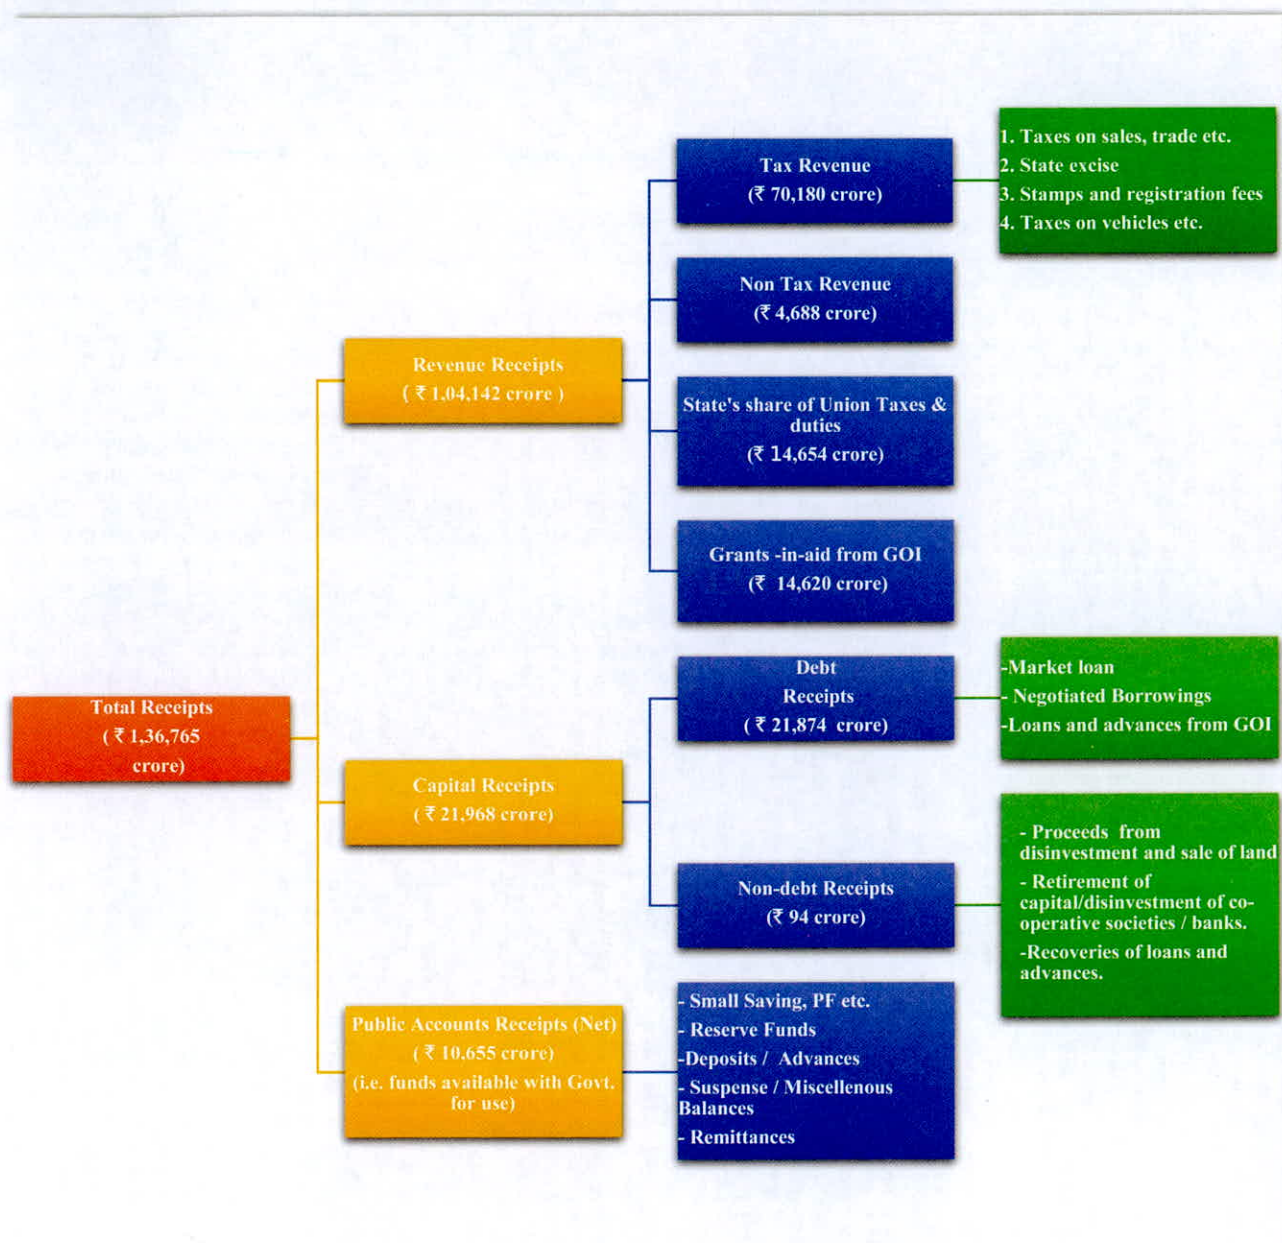 Tax Revenue
(₹ 70,180 crore)
1. Taxes on sales, trade etc.
2. State excise
3. Stamps and registration fees
4. Taxes on vehicles etc.
Non Tax Revenue
(₹ 4,688 crore)
Revenue Receipts
( ₹ 1,04,142 crore )
State's share of Union Taxes &
duties
(₹ 14,654 crore)
Grants -in-aid from GOI
(₹ 14,620 crore)
Total Receipts
( ₹ 1,36,765
crore)
Capital Receipts
( ₹ 21,968 crore)
Debt
Receipts
( ₹ 21,874 crore)
-Market loan
- Negotiated Borrowings
-Loans and advances from GOI
Non-debt Receipts
(₹ 94 crore)
- Proceeds from
disinvestment and sale of land
- Retirement of
capital/disinvestment of co-
operative societies / banks.
-Recoveries of loans and
advances.
Public Accounts Receipts (Net)
( ₹ 10,655 crore)
(i.e. funds available with Govt.
for use)
- Small Saving, PF etc.
- Reserve Funds
-Deposits / Advances
- Suspense / Miscellenous
Balances
- Remittances